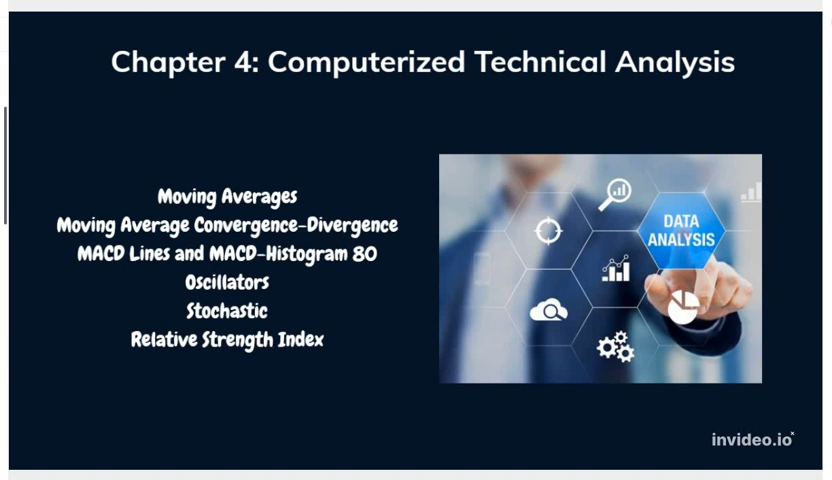 Chapter 4: Computerized Technical Analysis
Moving Averages
Moving Average Convergence-Divergence
MACD Lines and MACD-Histogram 80
Oscillators
Stochastic
Relative Strength Index
DATA
ANALYSIS
invideo.io